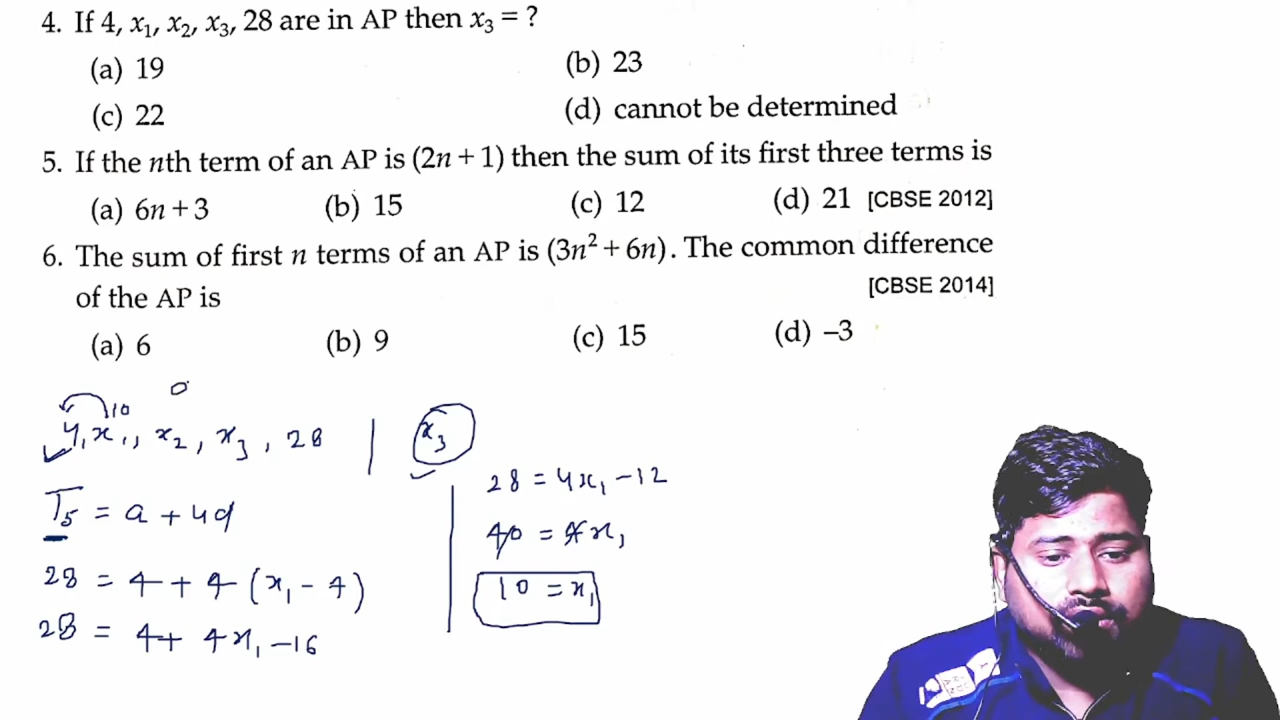 4. If 4, x₁, x₂, x₃, 28 are in AP then x₃ = ?
(a) 19 (b) 23
(c) 22 (d) cannot be determined
5. If the nth term of an AP is (2n + 1) then the sum of its first three terms is
(a) 6n + 3 (b) 15 (c) 12 (d) 21 [CBSE 2012]
6. The sum of first n terms of an AP is (3n² + 6n). The common difference
of the AP is [CBSE 2014]
(a) 6 (b) 9 (c) 15 (d) –3
10
4, x₁, x₂, x₃, 28 | x₃
T₅ = a + 4d
28 = 4 + 4 (x₁ - 4)
28 = 4 + 4x₁ - 16
28 = 4x₁ - 12
40 = 4x₁
10 = x₁